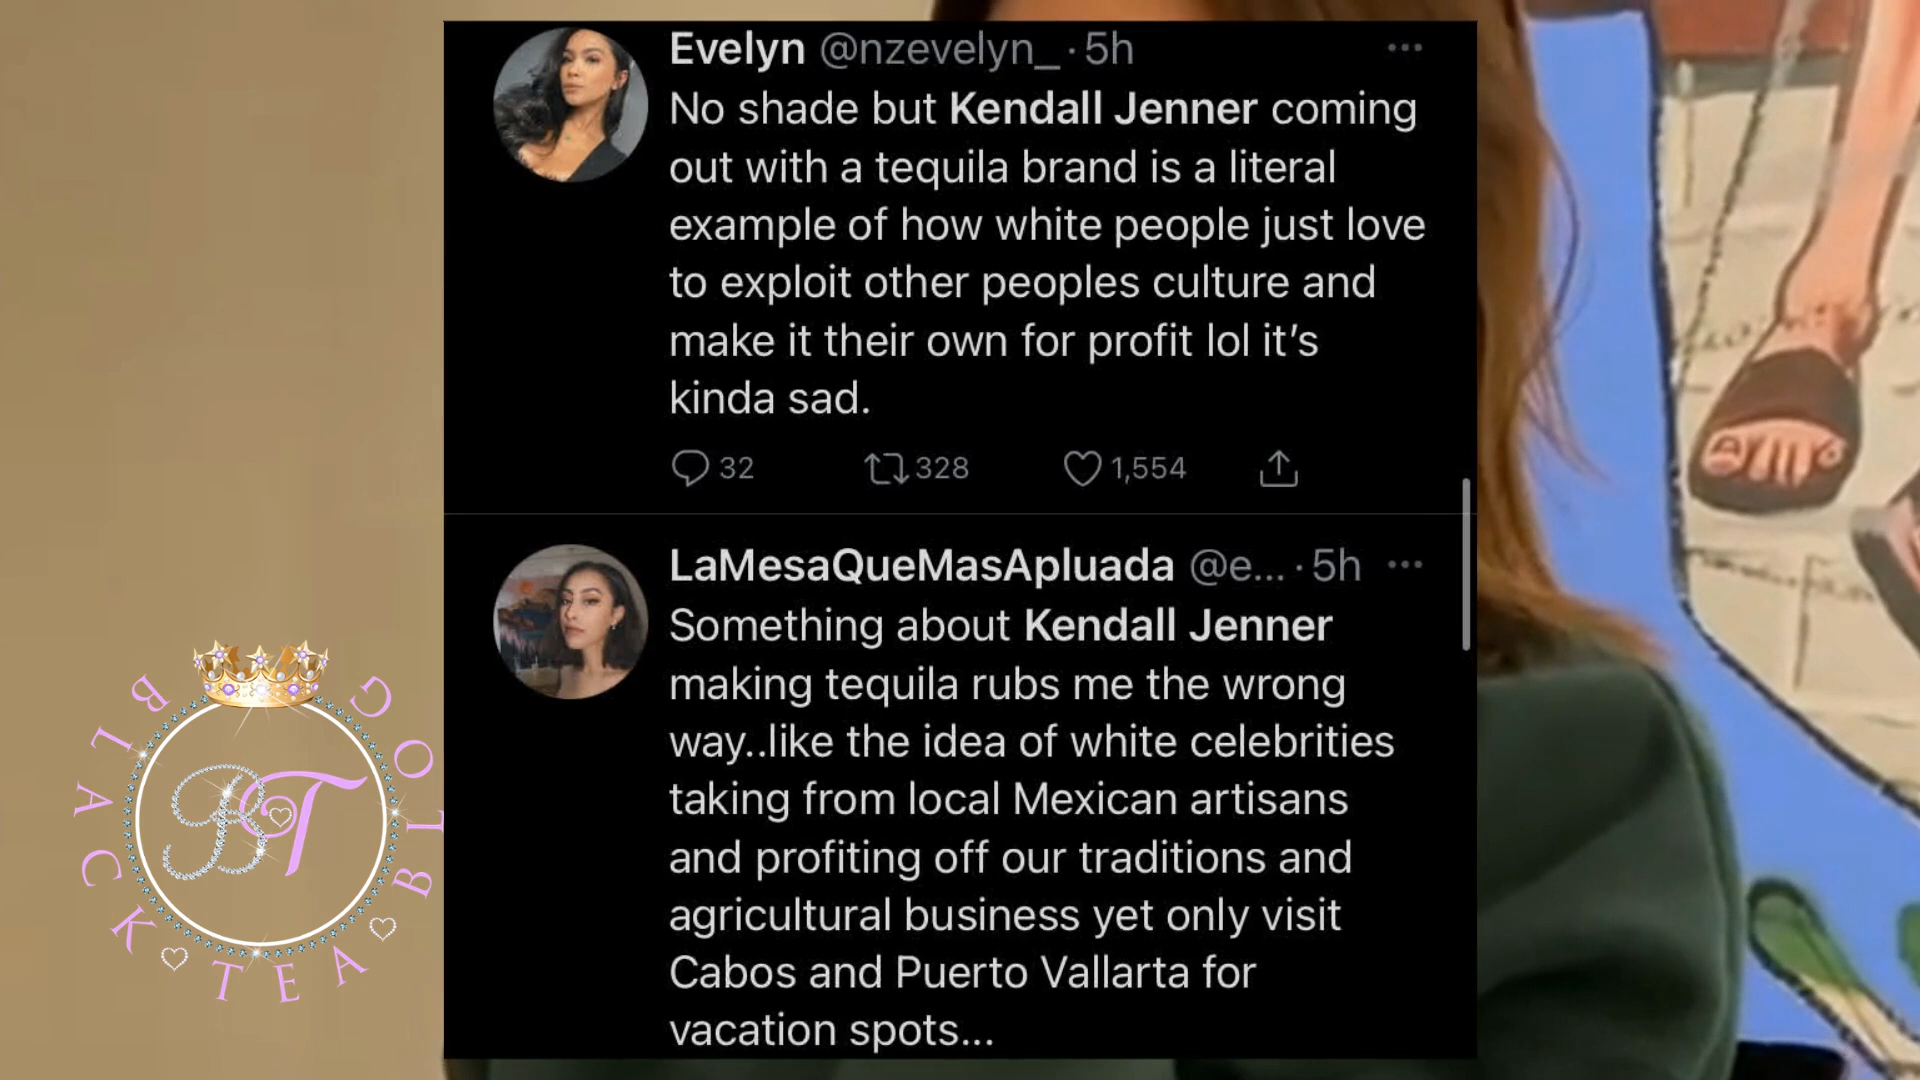 Evelyn @nzevelyn_ · 5h ...
No shade but Kendall Jenner coming
out with a tequila brand is a literal
example of how white people just love
to exploit other peoples culture and
make it their own for profit lol it's
kinda sad.
32 328 1,554
LaMesaQueMasApluada @e... · 5h ...
Something about Kendall Jenner
making tequila rubs me the wrong
way..like the idea of white celebrities
taking from local Mexican artisans
and profiting off our traditions and
agricultural business yet only visit
Cabos and Puerto Vallarta for
vacation spots...
BLACK TEA BLOG
BT